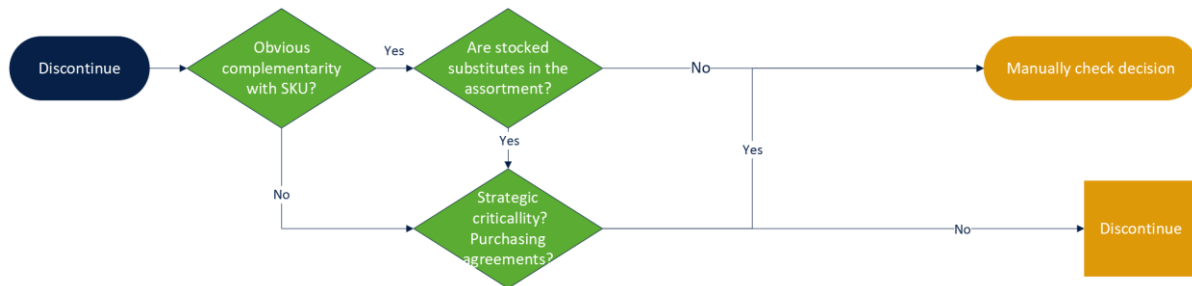 Discontinue
Obvious
complementarity
with SKU?
Yes
Are stocked
substitutes in the
assortment?
No
Manually check decision
Yes
Yes
No
Strategic
criticallity?
Purchasing
agreements?
No
Discontinue